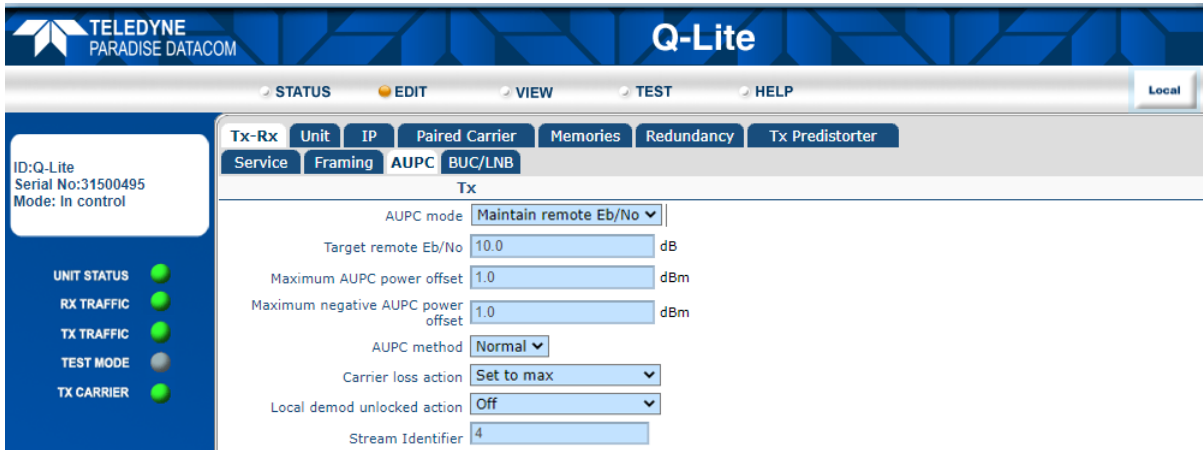 TELEDYNE
PARADISE DATACOM
Q-Lite
STATUS EDIT VIEW TEST HELP Local
Tx-Rx Unit IP Paired Carrier Memories Redundancy Tx Predistorter
Service Framing AUPC BUC/LNB
ID:Q-Lite
Serial No:31500495
Mode: In control
UNIT STATUS
RX TRAFFIC
TX TRAFFIC
TEST MODE
TX CARRIER
Tx
AUPC mode Maintain remote Eb/No
Target remote Eb/No 10.0 dB
Maximum AUPC power offset 1.0 dBm
Maximum negative AUPC power
offset 1.0 dBm
AUPC method Normal
Carrier loss action Set to max
Local demod unlocked action Off
Stream Identifier 4